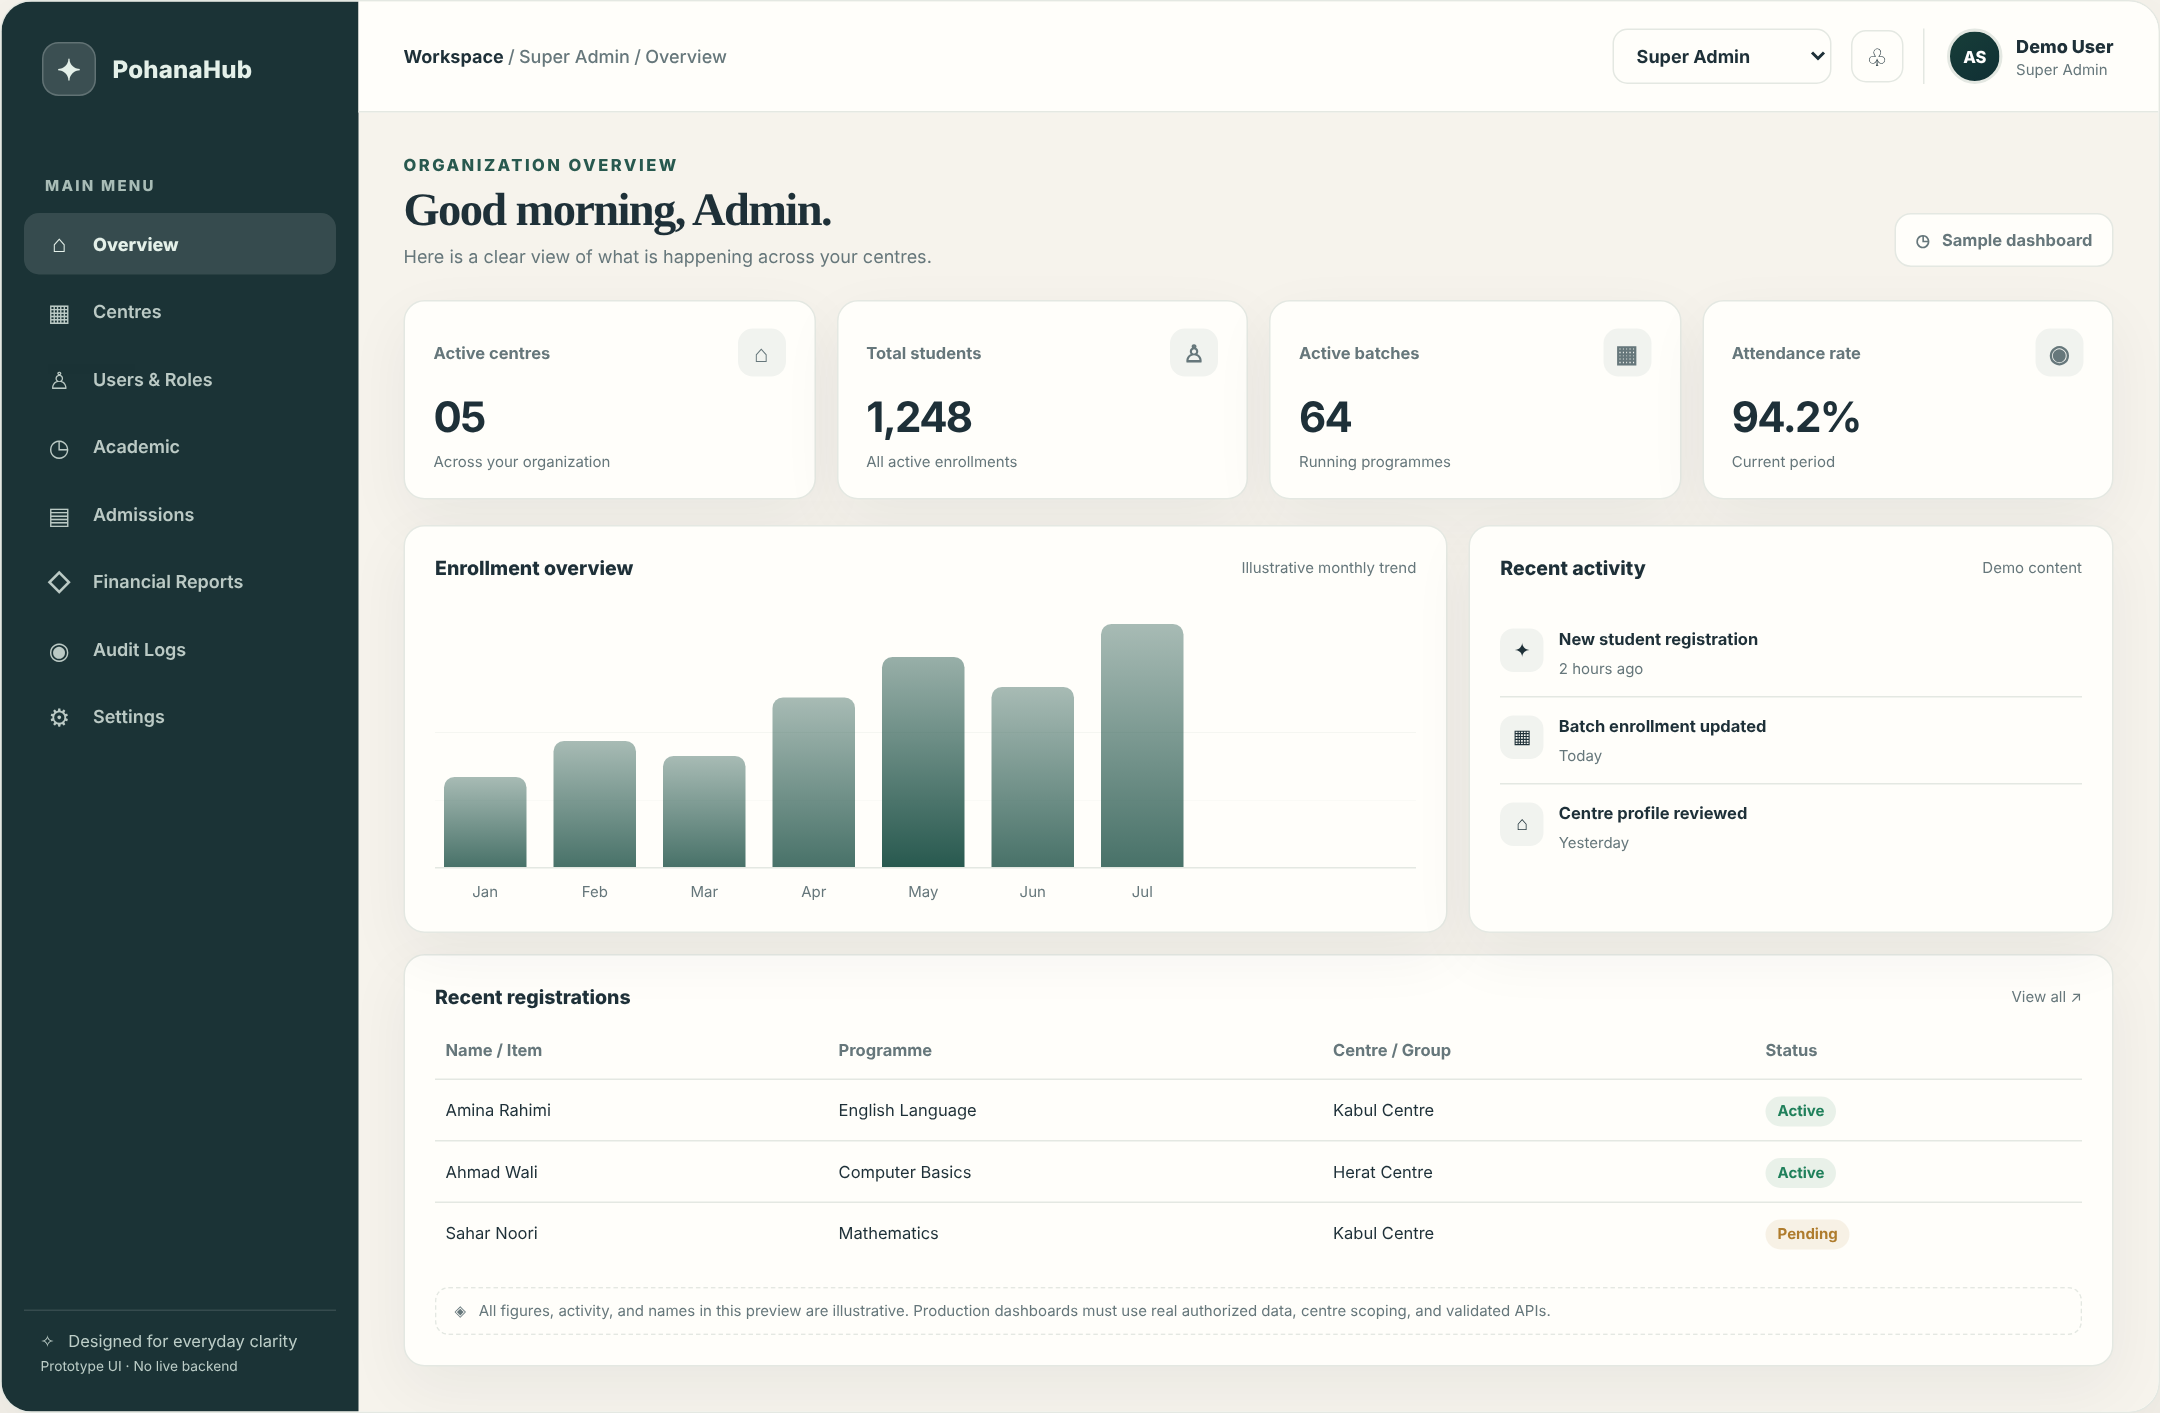 PohanaHub
MAIN MENU
Overview
Centres
Users & Roles
Academic
Admissions
Financial Reports
Audit Logs
Settings
Designed for everyday clarity
Prototype UI · No live backend
Workspace / Super Admin / Overview
Super Admin
AS
Demo User
Super Admin
ORGANIZATION OVERVIEW
Good morning, Admin.
Here is a clear view of what is happening across your centres.
Sample dashboard
Active centres
05
Across your organization
Total students
1,248
All active enrollments
Active batches
64
Running programmes
Attendance rate
94.2%
Current period
Enrollment overview
Illustrative monthly trend
Jan Feb Mar Apr May Jun Jul
Recent activity
Demo content
New student registration
2 hours ago
Batch enrollment updated
Today
Centre profile reviewed
Yesterday
Recent registrations
View all ↗
Name / Item Programme Centre / Group Status
Amina Rahimi English Language Kabul Centre Active
Ahmad Wali Computer Basics Herat Centre Active
Sahar Noori Mathematics Kabul Centre Pending
All figures, activity, and names in this preview are illustrative. Production dashboards must use real authorized data, centre scoping, and validated APIs.